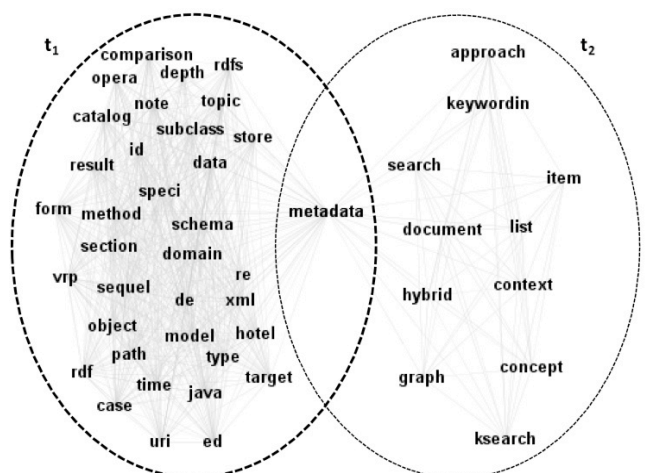 t₁
t₂
comparison
approach
opera
depth
rdfs
note
topic
keywordin
catalog
subclass
store
id
result
data
search
item
speci
form
method
metadata
schema
document
list
section
domain
vrp
sequel
re
context
de
xml
hybrid
object
model
hotel
path
type
rdf
time
java
target
graph
concept
case
uri
ed
ksearch